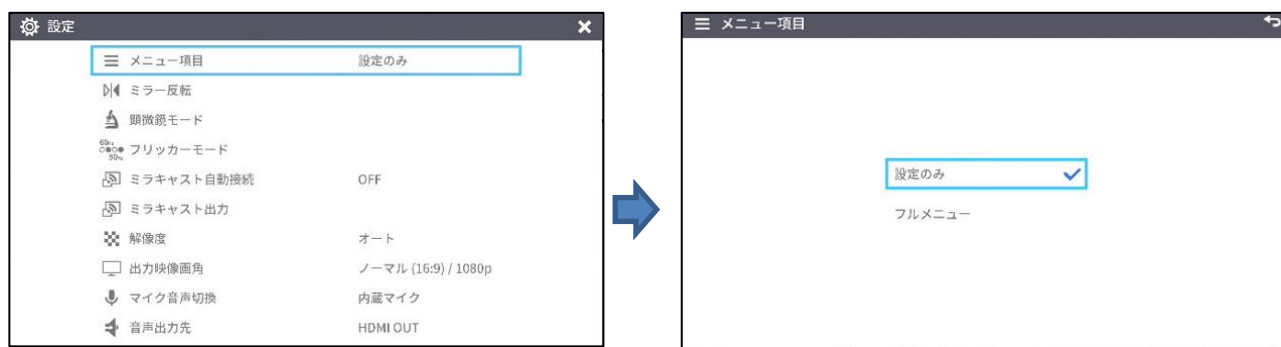 設定
メニュー項目 設定のみ
ミラー反転
顕微鏡モード
60Hz
50Hz
フリッカーモード
ミラキャスト自動接続 OFF
ミラキャスト出力
解像度 オート
出力映像画角 ノーマル (16:9) / 1080p
マイク音声切換 内蔵マイク
音声出力先 HDMI OUT
メニュー項目
設定のみ
フルメニュー